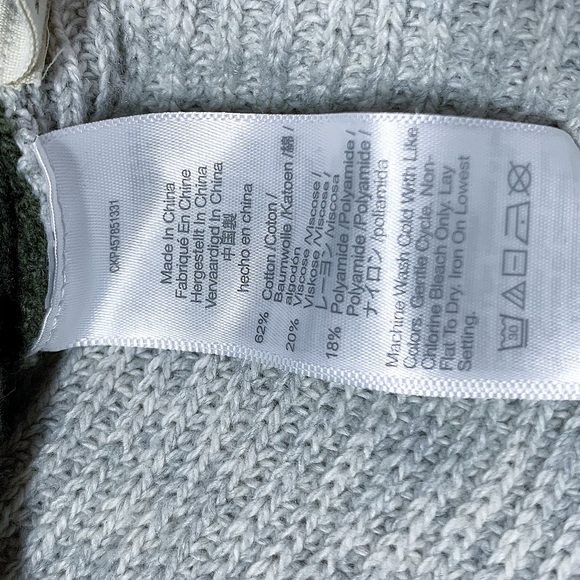 CKPA57851331
Made In China
Fabriqué En Chine
Hergestellt In China
Vervaardigd In China
中國製
hecho en china
62% Cotton /Coton /
Baumwolle /Katoen /綿/
algodón
20% Viscose /Viscose /
Viskose /Viscose /
レーヨン /Viscosa
18% Polyamide /Polyamide /
Polyamide /Polyamide /
ナイロン /poliamida
Machine Wash Cold With Like
Colors. Gentle Cycle. Non-
Chlorine Bleach Only. Lay
Flat To Dry. Iron On Lowest
Setting.
30